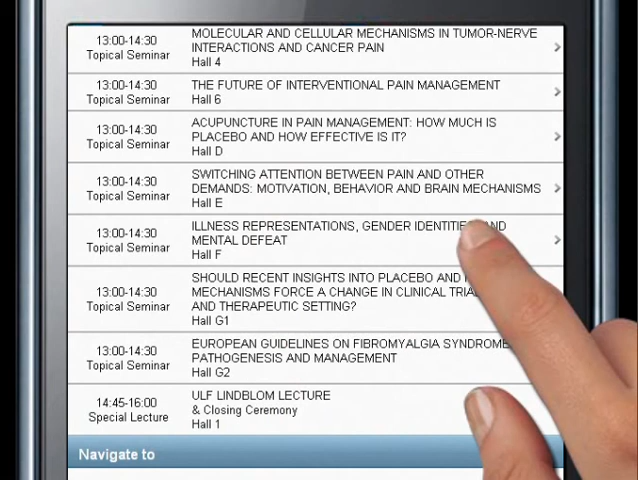 13:00-14:30
Topical Seminar
MOLECULAR AND CELLULAR MECHANISMS IN TUMOR-NERVE
INTERACTIONS AND CANCER PAIN
Hall 4
13:00-14:30
Topical Seminar
THE FUTURE OF INTERVENTIONAL PAIN MANAGEMENT
Hall 6
13:00-14:30
Topical Seminar
ACUPUNCTURE IN PAIN MANAGEMENT: HOW MUCH IS
PLACEBO AND HOW EFFECTIVE IS IT?
Hall D
13:00-14:30
Topical Seminar
SWITCHING ATTENTION BETWEEN PAIN AND OTHER
DEMANDS: MOTIVATION, BEHAVIOR AND BRAIN MECHANISMS
Hall E
13:00-14:30
Topical Seminar
ILLNESS REPRESENTATIONS, GENDER
MENTAL DEFEAT
Hall F
13:00-14:30
Topical Seminar
SHOULD RECENT INSIGHTS INTO PLACEBO AND
MECHANISMS FORCE A CHANGE IN CLINICAL
AND THERAPEUTIC SETTING?
Hall G1
13:00-14:30
Topical Seminar
EUROPEAN GUIDELINES ON FIBROMYALGIA SYNDROME
PATHOGENESIS AND MANAGEMENT
Hall G2
14:45-16:00
Special Lecture
ULF LINDBLOM LECTURE
& Closing Ceremony
Hall 1
Navigate to